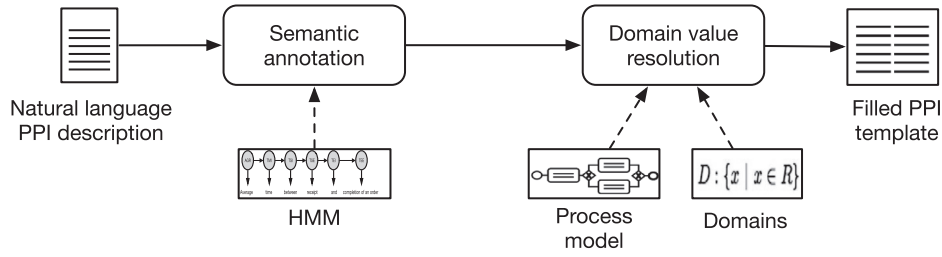 Semantic
annotation
Domain value
resolution
Natural language
PPI description
Filled PPI
template
Average time between receipt and completion of an order
D : {x | x ∈ R}
HMM
Process
model
Domains